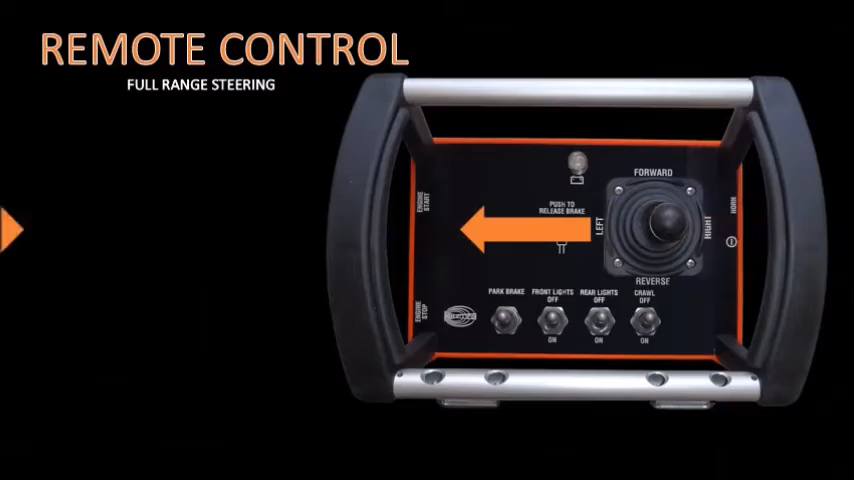 REMOTE CONTROL
FULL RANGE STEERING
FORWARD
ENGINE
START
PUSH TO
RELEASE BRAKE
LEFT
RIGHT
HORN
REVERSE
ENGINE
STOP
PARK BRAKE
FRONT LIGHTS
OFF
ON
REAR LIGHTS
OFF
ON
CRAWL
OFF
ON